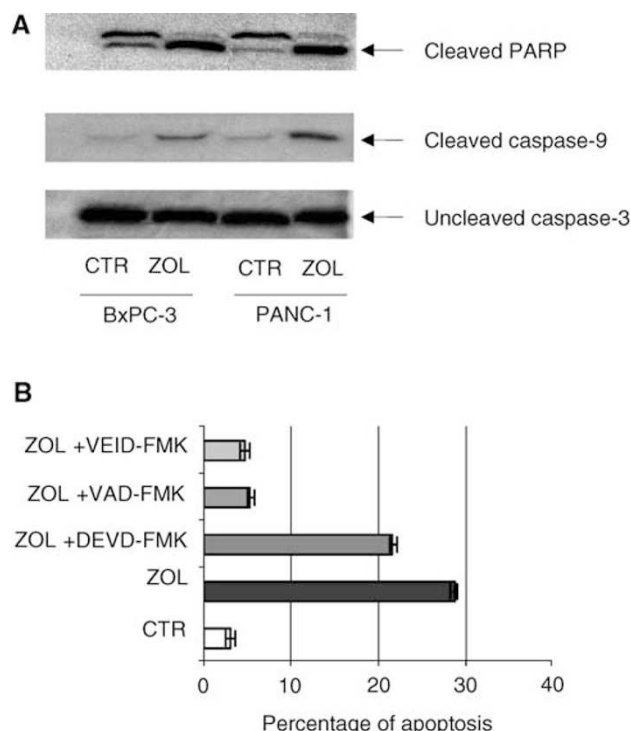 A
Cleaved PARP
Cleaved caspase-9
Uncleaved caspase-3
CTR ZOL CTR ZOL
BxPC-3 PANC-1
B
ZOL +VEID-FMK
ZOL +VAD-FMK
ZOL +DEVD-FMK
ZOL
CTR
0 10 20 30 40
Percentage of apoptosis